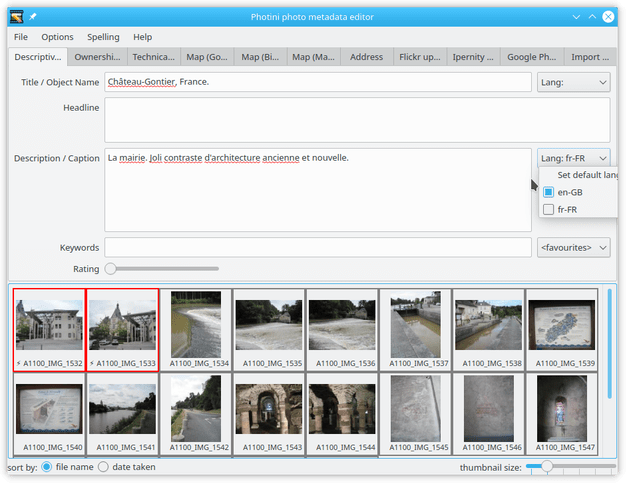 Photini photo metadata editor
File Options Spelling Help
Descriptiv... Ownershi... Technica... Map (Go... Map (Bi... Map (Ma... Address Flickr up... Ipernity ... Google Ph... Import ...
Title / Object Name Château-Gontier, France. Lang:
Headline
Description / Caption La mairie. Joli contraste d'architecture ancienne et nouvelle. Lang: fr-FR
Set default lang
en-GB
fr-FR
Keywords <favourites>
Rating
⚡ A1100_IMG_1532 ⚡ A1100_IMG_1533 A1100_IMG_1534 A1100_IMG_1535 A1100_IMG_1536 A1100_IMG_1537 A1100_IMG_1538 A1100_IMG_1539
A1100_IMG_1540 A1100_IMG_1541 A1100_IMG_1542 A1100_IMG_1543 A1100_IMG_1544 A1100_IMG_1545 A1100_IMG_1546 A1100_IMG_1547
sort by: file name date taken thumbnail size: